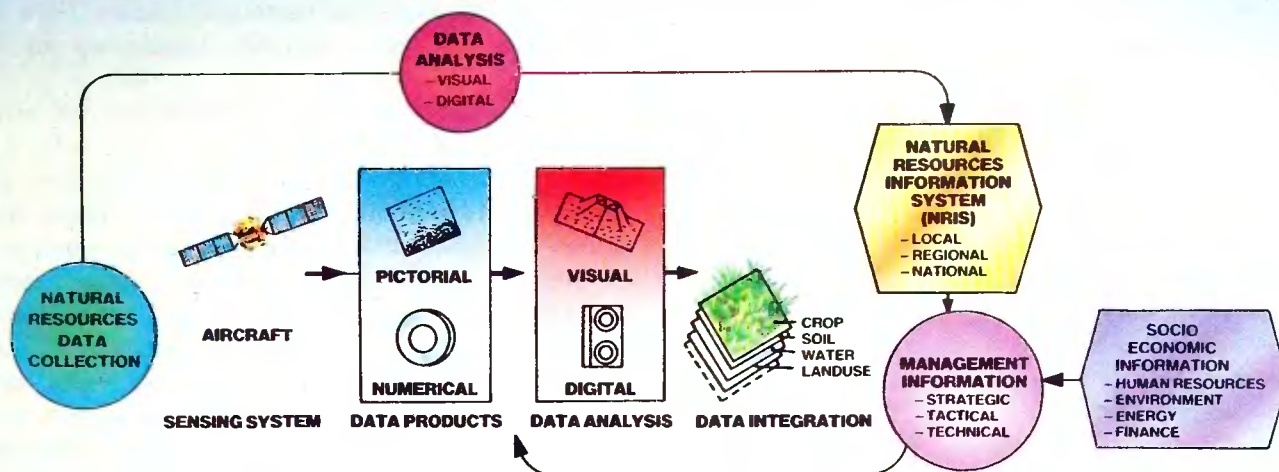 DATA
ANALYSIS
– VISUAL
– DIGITAL
NATURAL
RESOURCES
DATA
COLLECTION
AIRCRAFT
SENSING SYSTEM
PICTORIAL
NUMERICAL
DATA PRODUCTS
VISUAL
DIGITAL
DATA ANALYSIS
CROP
SOIL
WATER
LANDUSE
DATA INTEGRATION
NATURAL
RESOURCES
INFORMATION
SYSTEM
(NRIS)
– LOCAL
– REGIONAL
– NATIONAL
MANAGEMENT
INFORMATION
– STRATEGIC
– TACTICAL
– TECHNICAL
SOCIO
ECONOMIC
INFORMATION
– HUMAN RESOURCES
– ENVIRONMENT
– ENERGY
– FINANCE